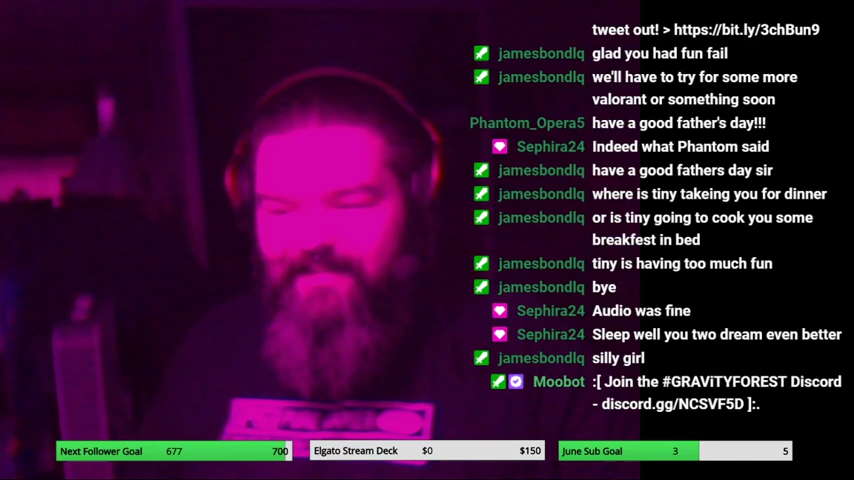 tweet out! > https://bit.ly/3chBun9
jamesbondlq glad you had fun fail
jamesbondlq we'll have to try for some more
valorant or something soon
Phantom_Opera5 have a good father's day!!!
Sephira24 Indeed what Phantom said
jamesbondlq have a good fathers day sir
jamesbondlq where is tiny takeing you for dinner
jamesbondlq or is tiny going to cook you some
breakfest in bed
jamesbondlq tiny is having too much fun
jamesbondlq bye
Sephira24 Audio was fine
Sephira24 Sleep well you two dream even better
jamesbondlq silly girl
Moobot :[ Join the #GRAViTYFOREST Discord
- discord.gg/NCSVF5D ]:.
Next Follower Goal 677 700
Elgato Stream Deck $0 $150
June Sub Goal 3 5